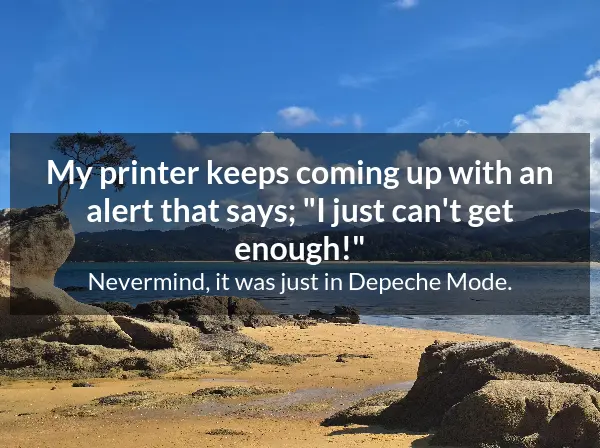 My printer keeps coming up with an
alert that says; "I just can't get
enough!"
Nevermind, it was just in Depeche Mode.